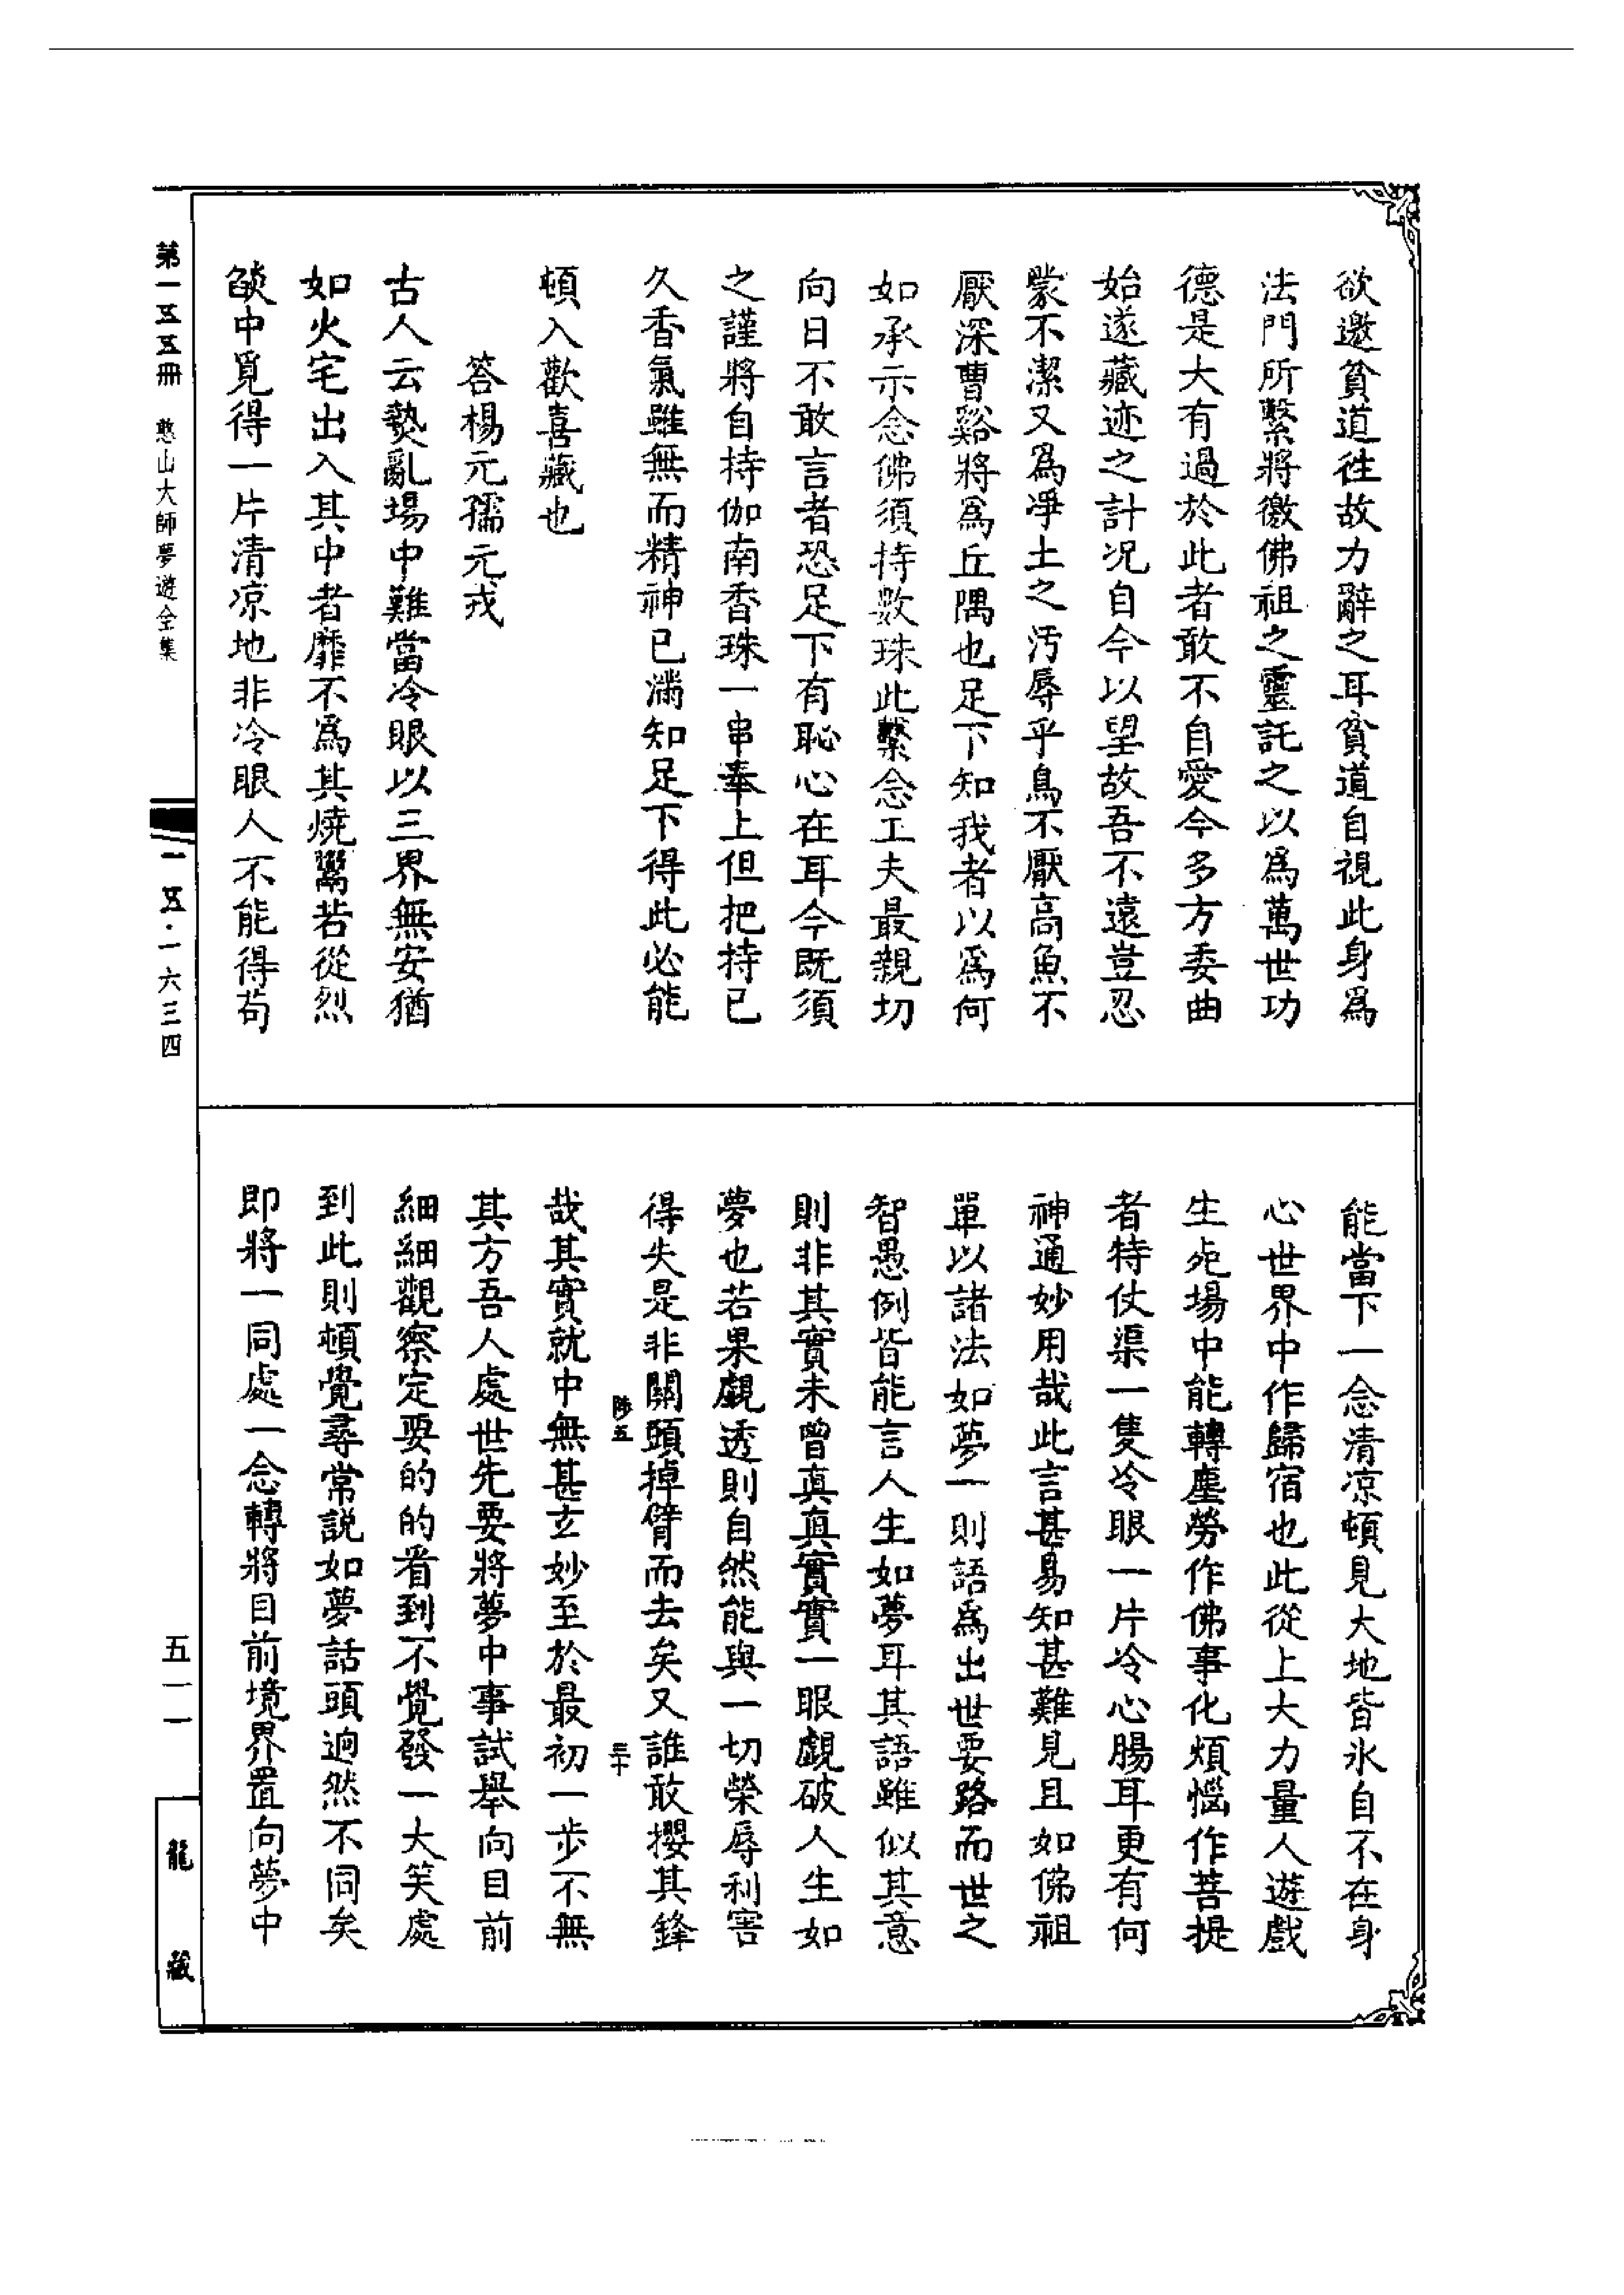 欲邀貧道往故力辭之耳貧道自視此身爲
法門所繫將徼佛祖之靈託之以爲萬世功
德是大有過於此者敢不自愛今多方委曲
始遂藏迹之計况自今以望故吾不遠豈忍
蒙不潔又爲凈土之汚辱乎鳥不厭高魚不
厭深曹谿將爲丘隅也足下知我者以爲何
如承示念佛須持數珠此繫念工夫最親切
向日不敢言者恐足下有恥心在耳今既須
之謹將自持伽南香珠一串奉上但把持已
久香氣雖無而精神已滿知足下得此必能
頓入歡喜藏也
答楊元孺元戎
古人云熱亂場中難當冷眼以三界無安猶
如火宅出入其中者靡不爲其燒鬻若從烈
燄中覓得一片清凉地非冷眼人不能得苟
能當下一念清凉頓見大地皆氷自不在身
心世界中作歸宿也此從上大力量人遊戲
生死場中能轉塵勞作佛事化煩惱作菩提
者特仗渠一隻冷眼一片冷心腸耳更有何
神通妙用哉此言甚易知甚難見且如佛祖
單以諸法如夢一則語爲出世要路而世之
智愚例皆能言人生如夢耳其語雖似其意
則非其實未曾真真實實一眼覷破人生如
夢也若果覷透則自然能與一切榮辱利害
得失是非關頭掉臂而去矣又誰敢攖其鋒
陟五 三十
哉其實就中無甚玄妙至於最初一步不無
其方吾人處世先要將夢中事試舉向目前
細細觀察定要的的看到不覺發一大笑處
到此則頓覺尋常説如夢話頭逈然不同矣
即將一同處一念轉將目前境界置向夢中
第一五五冊 憨山大師夢遊全集
一五·一六三四
五一一
龍藏